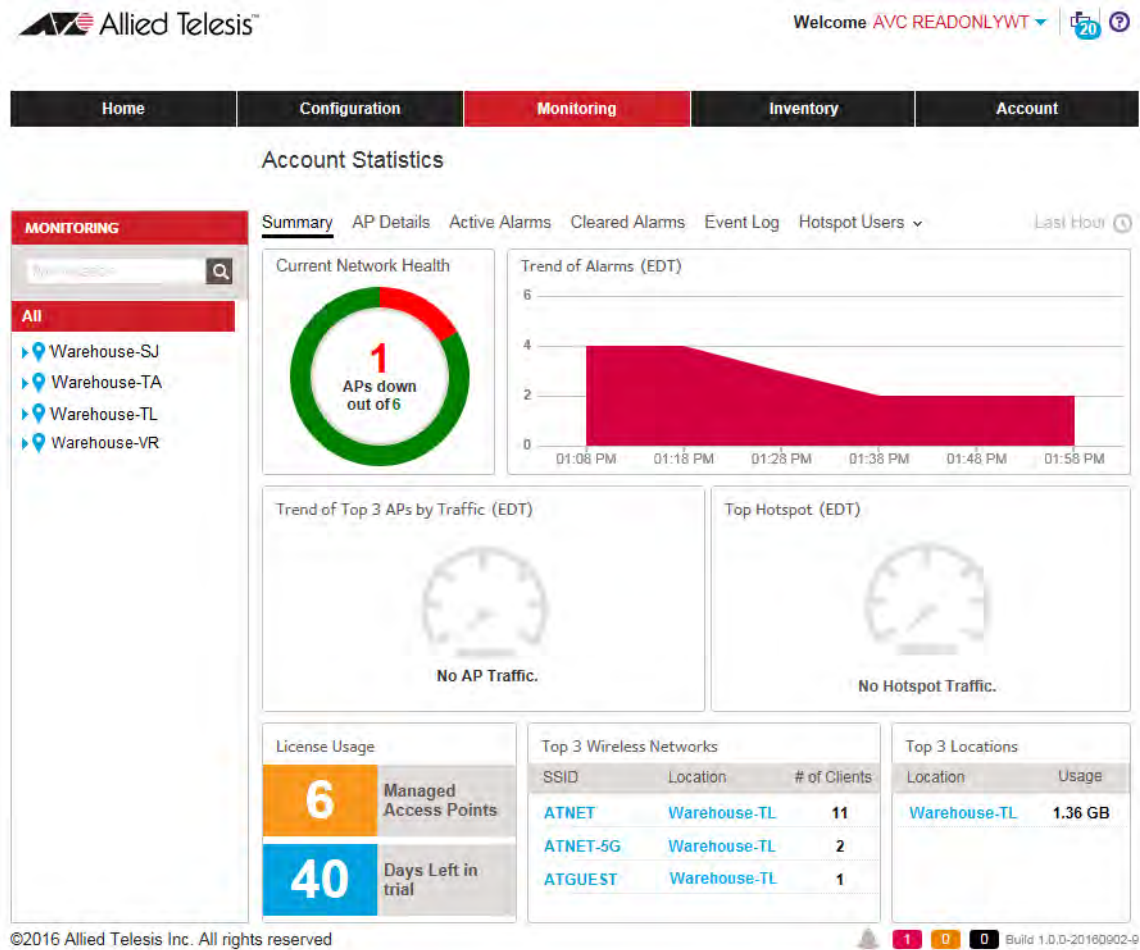 Allied Telesis™
Welcome AVC READONLYWT
20
?
Home Configuration Monitoring Inventory Account
Account Statistics
MONITORING
All
Warehouse-SJ
Warehouse-TA
Warehouse-TL
Warehouse-VR
Summary AP Details Active Alarms Cleared Alarms Event Log Hotspot Users Last Hour
Current Network Health
1
APs down
out of 6
Trend of Alarms (EDT)
6
4
2
0
01:08 PM 01:18 PM 01:28 PM 01:38 PM 01:48 PM 01:58 PM
Trend of Top 3 APs by Traffic (EDT)
No AP Traffic.
Top Hotspot (EDT)
No Hotspot Traffic.
License Usage
6
Managed
Access Points
40
Days Left in
trial
Top 3 Wireless Networks
SSID Location # of Clients
ATNET Warehouse-TL 11
ATNET-5G Warehouse-TL 2
ATGUEST Warehouse-TL 1
Top 3 Locations
Location Usage
Warehouse-TL 1.36 GB
©2016 Allied Telesis Inc. All rights reserved
1 0 0 Build 1.0.0-20160902-9